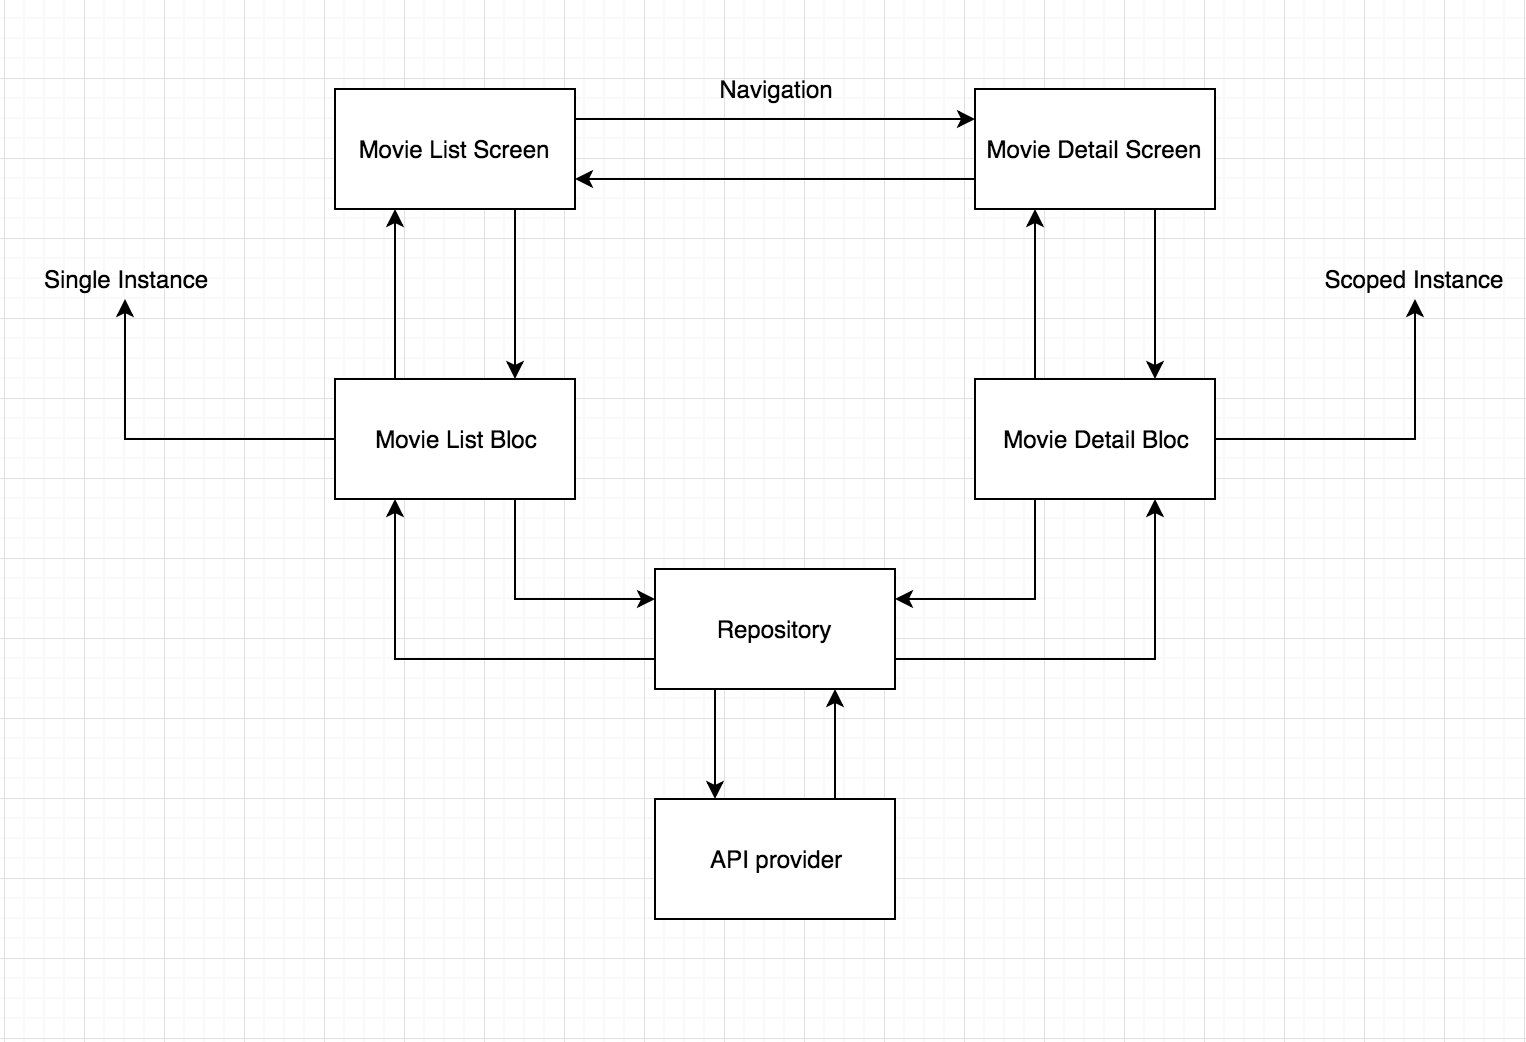 Navigation
Movie List Screen
Movie Detail Screen
Single Instance
Scoped Instance
Movie List Bloc
Movie Detail Bloc
Repository
API provider